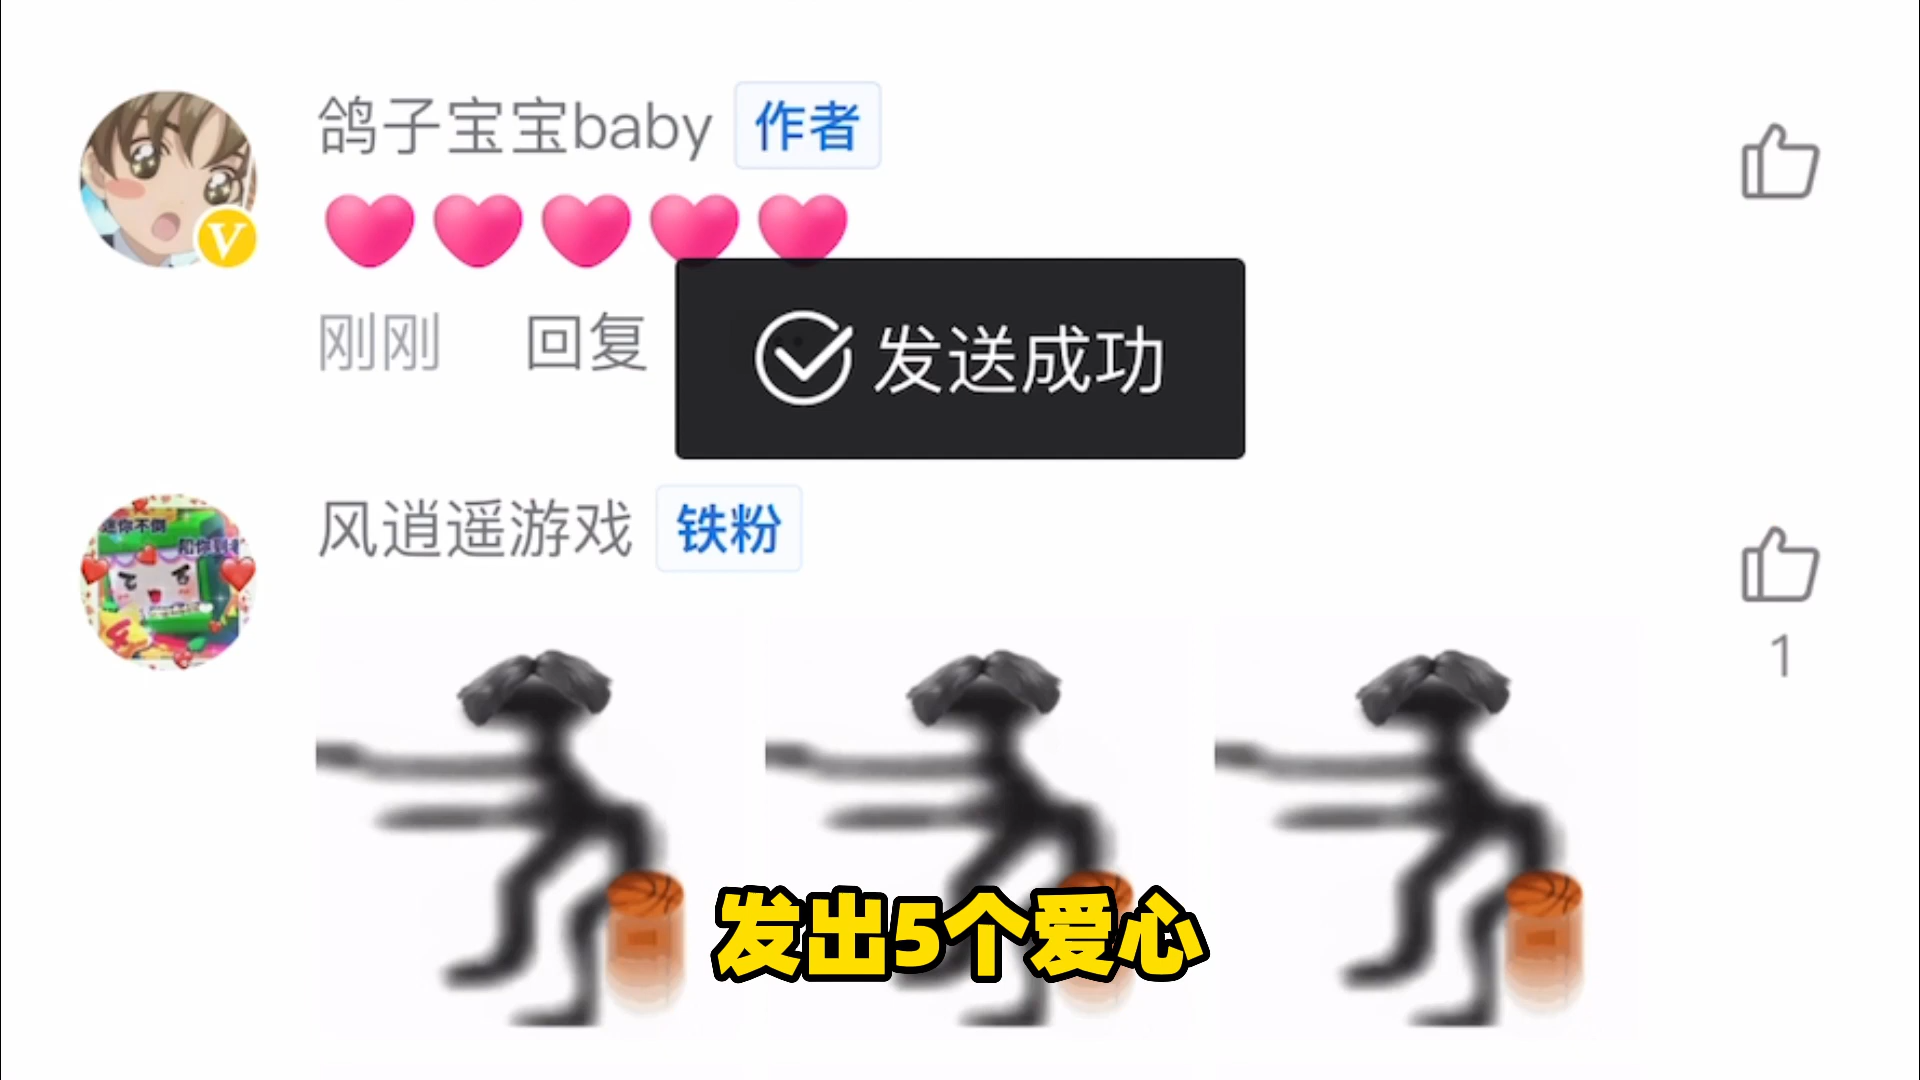 鸽子宝宝baby 作者
V
💗💗💗💗💗
刚刚 回复
发送成功
风逍遥游戏 铁粉
1
发出5个爱心